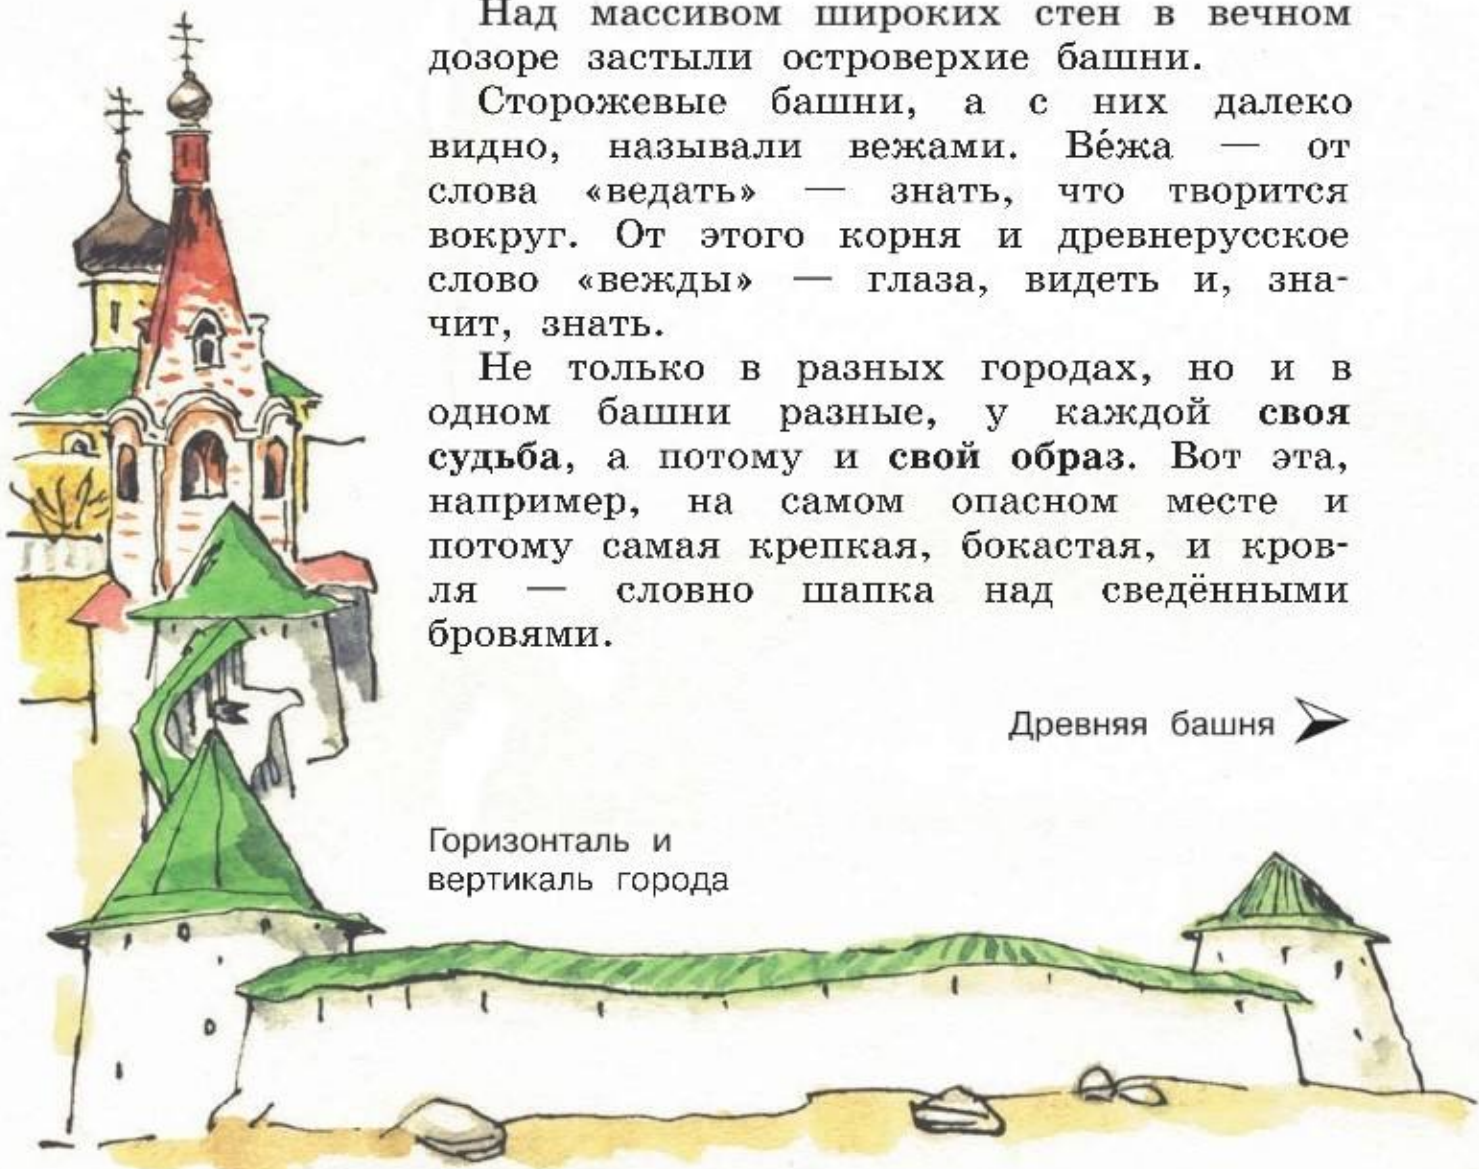 Над массивом широких стен в вечном
дозоре застыли островерхие башни.
Сторожевые башни, а с них далеко
видно, называли вежами. Ве́жа — от
слова «ведать» — знать, что творится
вокруг. От этого корня и древнерусское
слово «вежды» — глаза, видеть и, зна-
чит, знать.
Не только в разных городах, но и в
одном башни разные, у каждой своя
судьба, а потому и свой образ. Вот эта,
например, на самом опасном месте и
потому самая крепкая, бокастая, и кров-
ля — словно шапка над сведёнными
бровями.
Древняя башня
Горизонталь и
вертикаль города